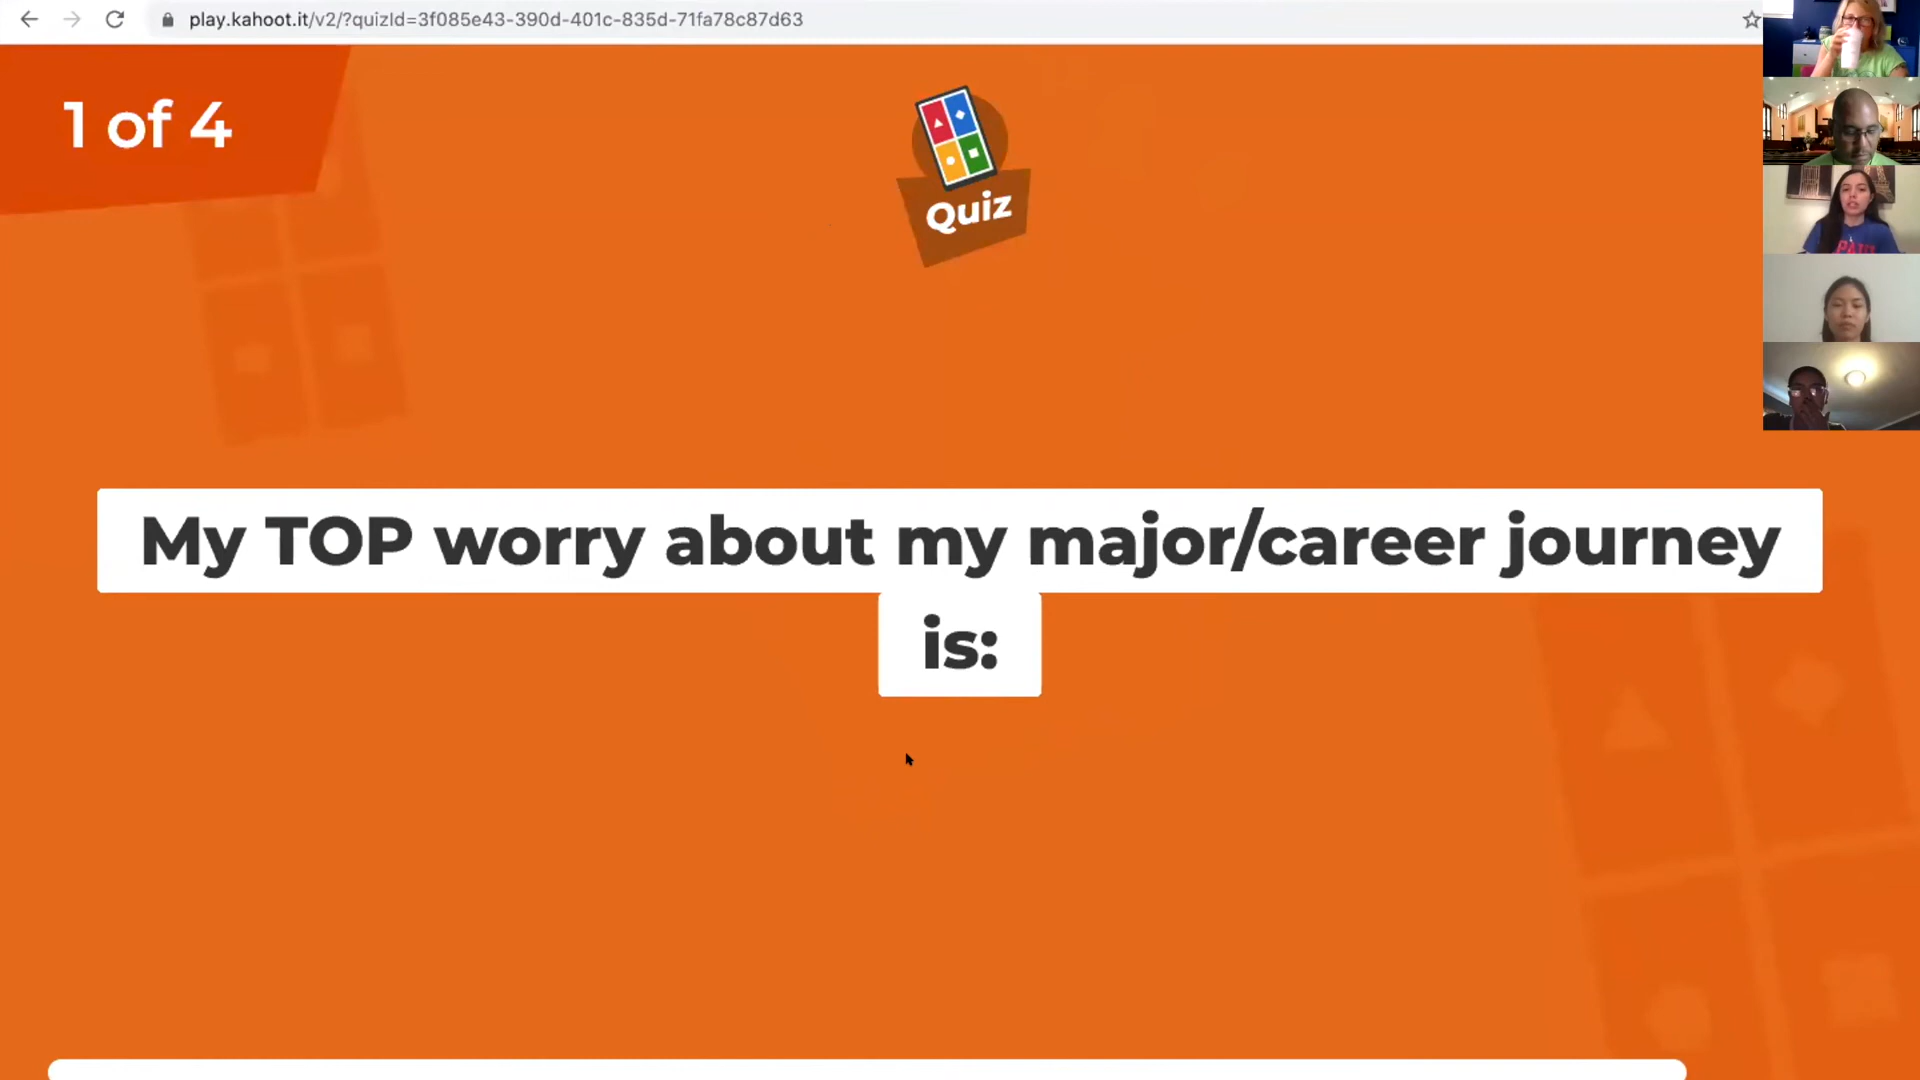 play.kahoot.it/v2/?quizId=3f085e43-390d-401c-835d-71fa78c87d63
1 of 4
Quiz
My TOP worry about my major/career journey
is: